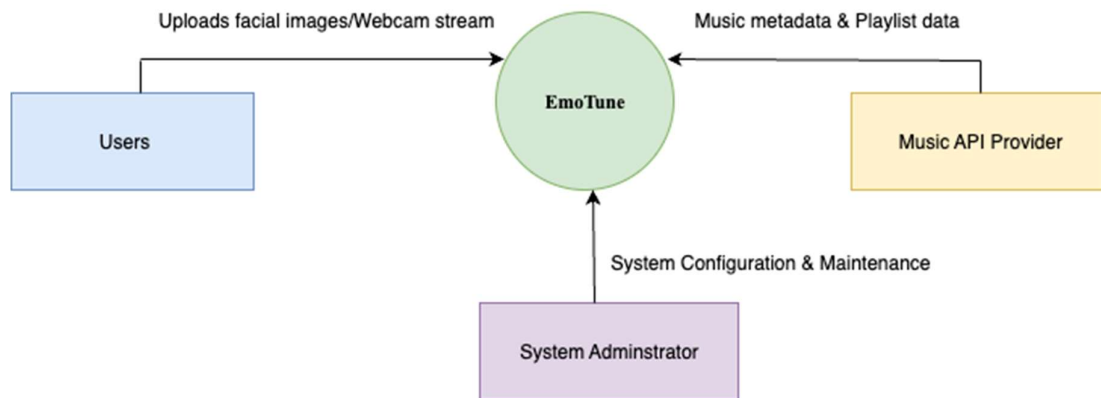 Uploads facial images/Webcam stream
Music metadata & Playlist data
EmoTune
Users
Music API Provider
System Configuration & Maintenance
System Adminstrator